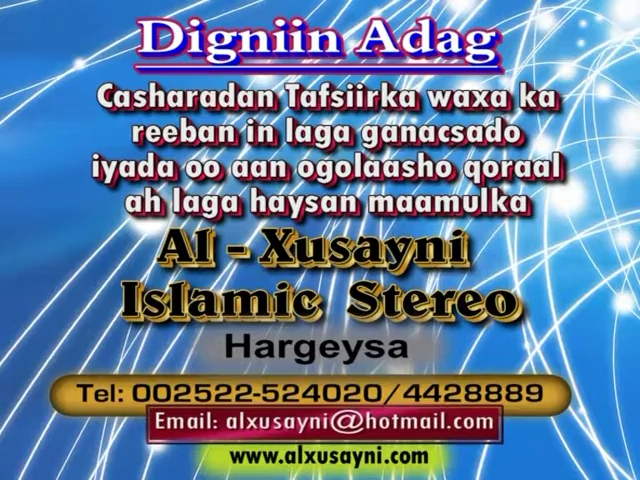 Digniin Adag
Casharadan Tafsiirka waxa ka
reeban in laga ganacsado
iyada oo aan ogolaasho qoraal
ah laga haysan maamulka
Al - Xusayni
Islamic Stereo
Hargeysa
Tel: 002522-524020/4428889
Email: alxusayni@hotmail.com
www.alxusayni.com